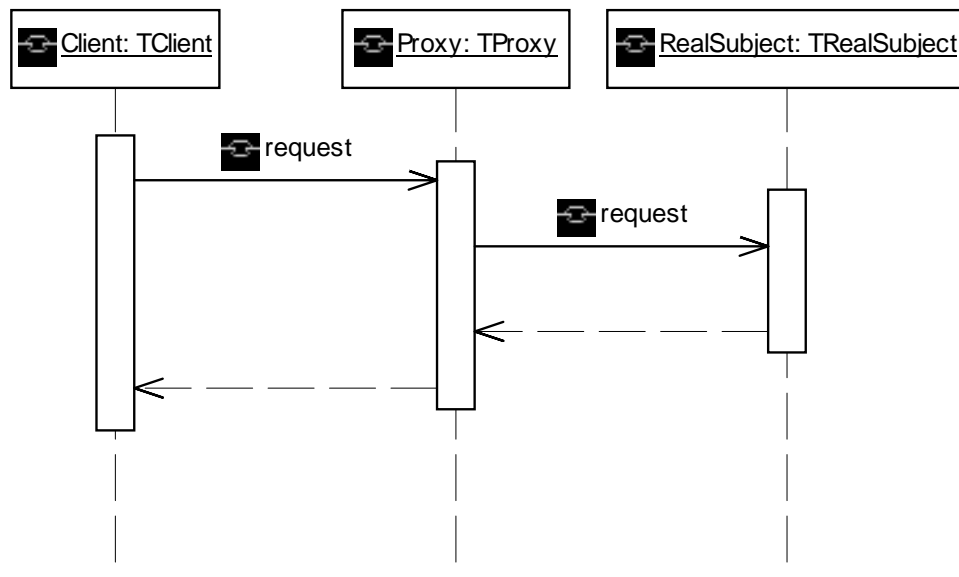 Client: TClient
Proxy: TProxy
RealSubject: TRealSubject
request
request